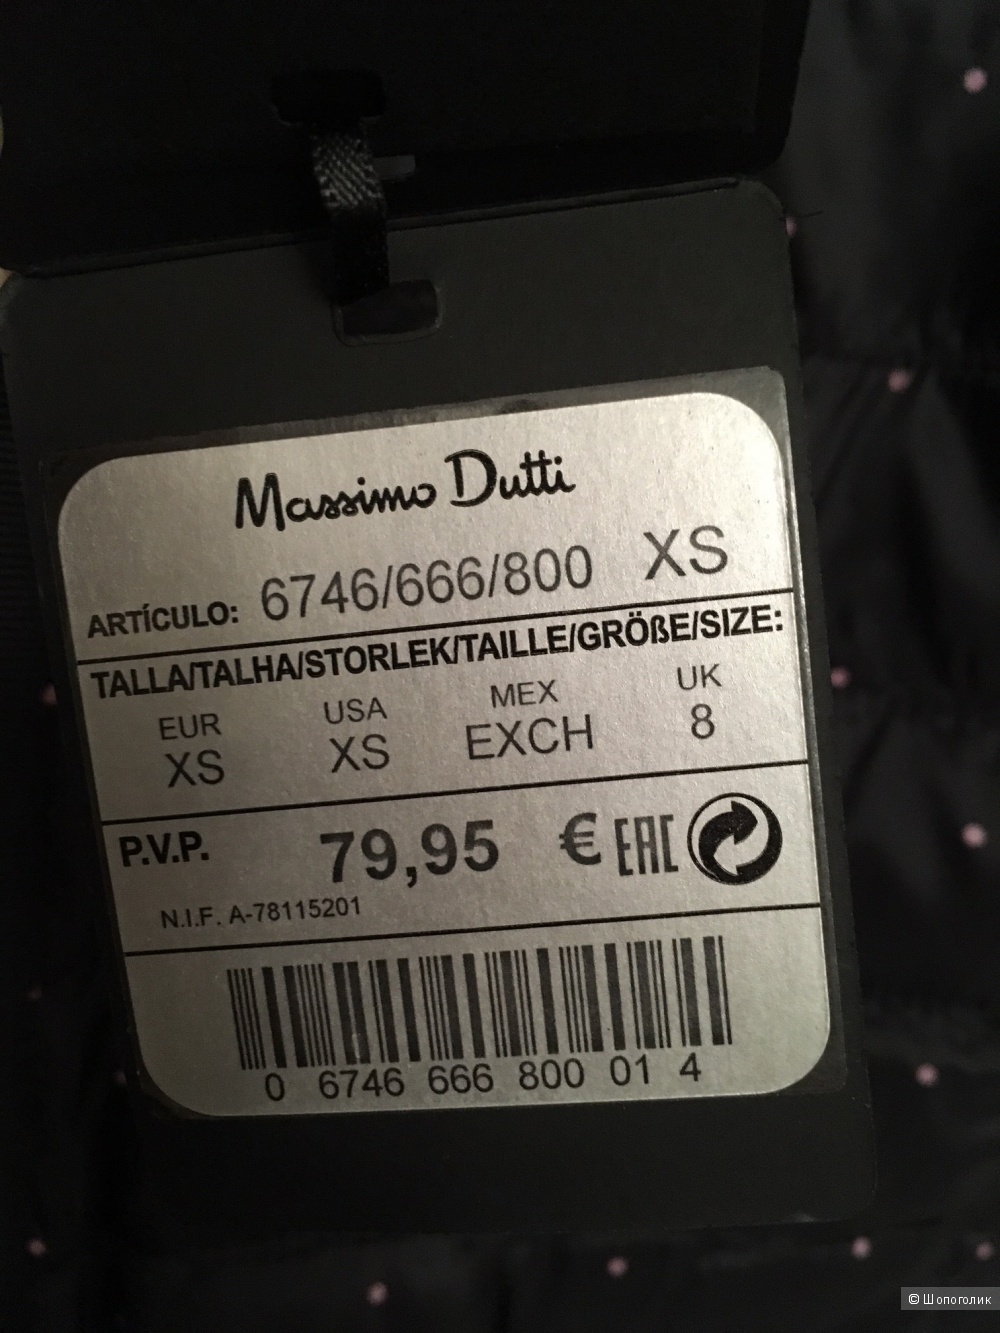 Massimo Dutti
ARTÍCULO: 6746/666/800 XS
TALLA/TALHA/STORLEK/TAILLE/GRÖßE/SIZE:
EUR USA MEX UK
XS XS EXCH 8
P.V.P. 79,95 € EAC
N.I.F. A-78115201
0 6746 666 800 01 4
© Шопоголик